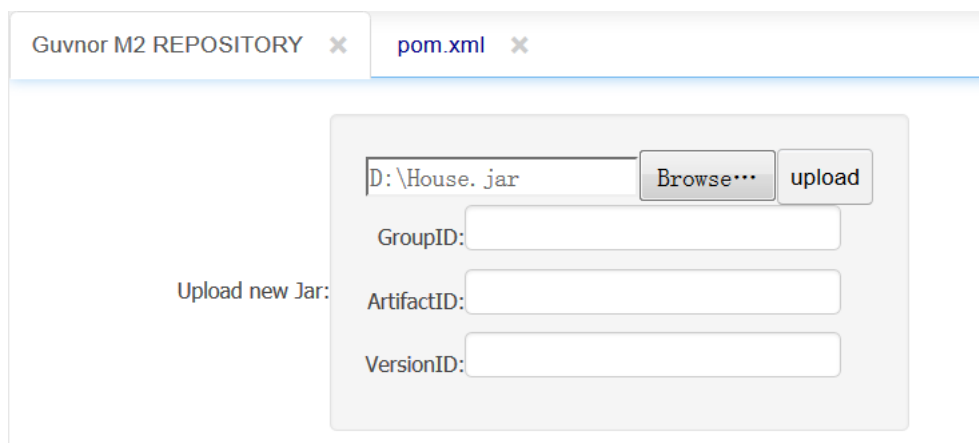 Guvnor M2 REPOSITORY pom.xml
D:\House.jar Browse… upload
GroupID:
Upload new Jar:
ArtifactID:
VersionID: